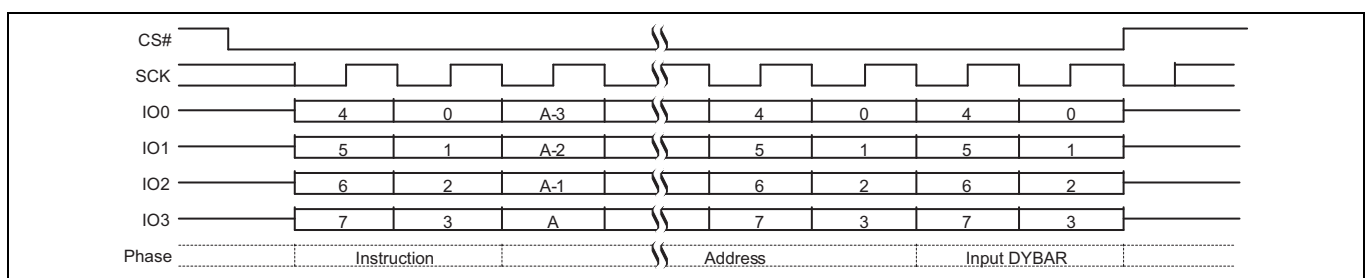 CS#
SCK
IO0 4 0 A-3 4 0 4 0
IO1 5 1 A-2 5 1 5 1
IO2 6 2 A-1 6 2 6 2
IO3 7 3 A 7 3 7 3
Phase Instruction Address Input DYBAR